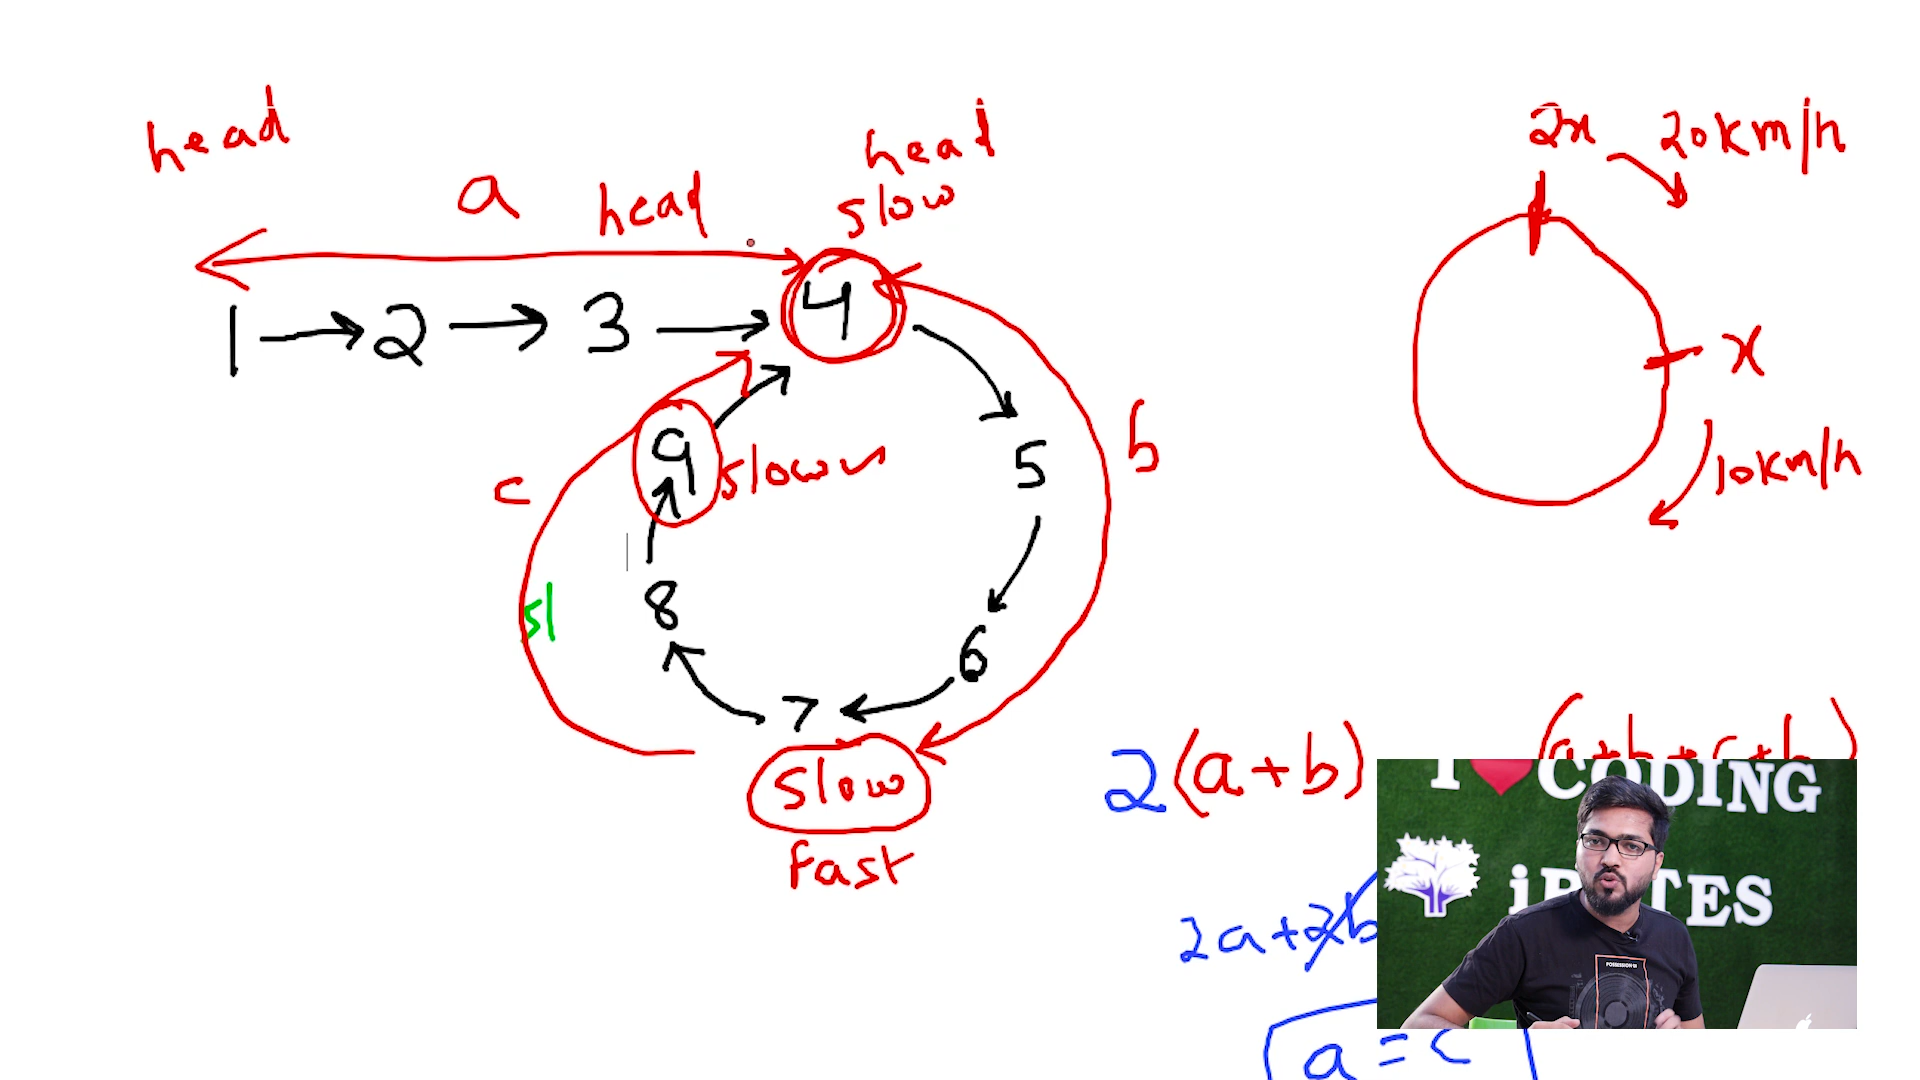 head
head
slow
a
head
2x
20km/h
1 → 2 → 3 → 4
x
b
5
9
slow
c
10km/h
8
sl
6
7
slow
fast
2(a+b)
(a+b+c+b)
2a+2b
a=c
I ❤ CODING
POSSESSION